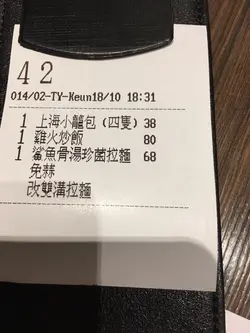 42
014/02-TY-Keun18/10 18:31
1 上海小籠包 (四隻) 38
1 雞火炒飯 80
1 鯊魚骨湯珍菌拉麵 68
免蒜
改雙溝拉麵